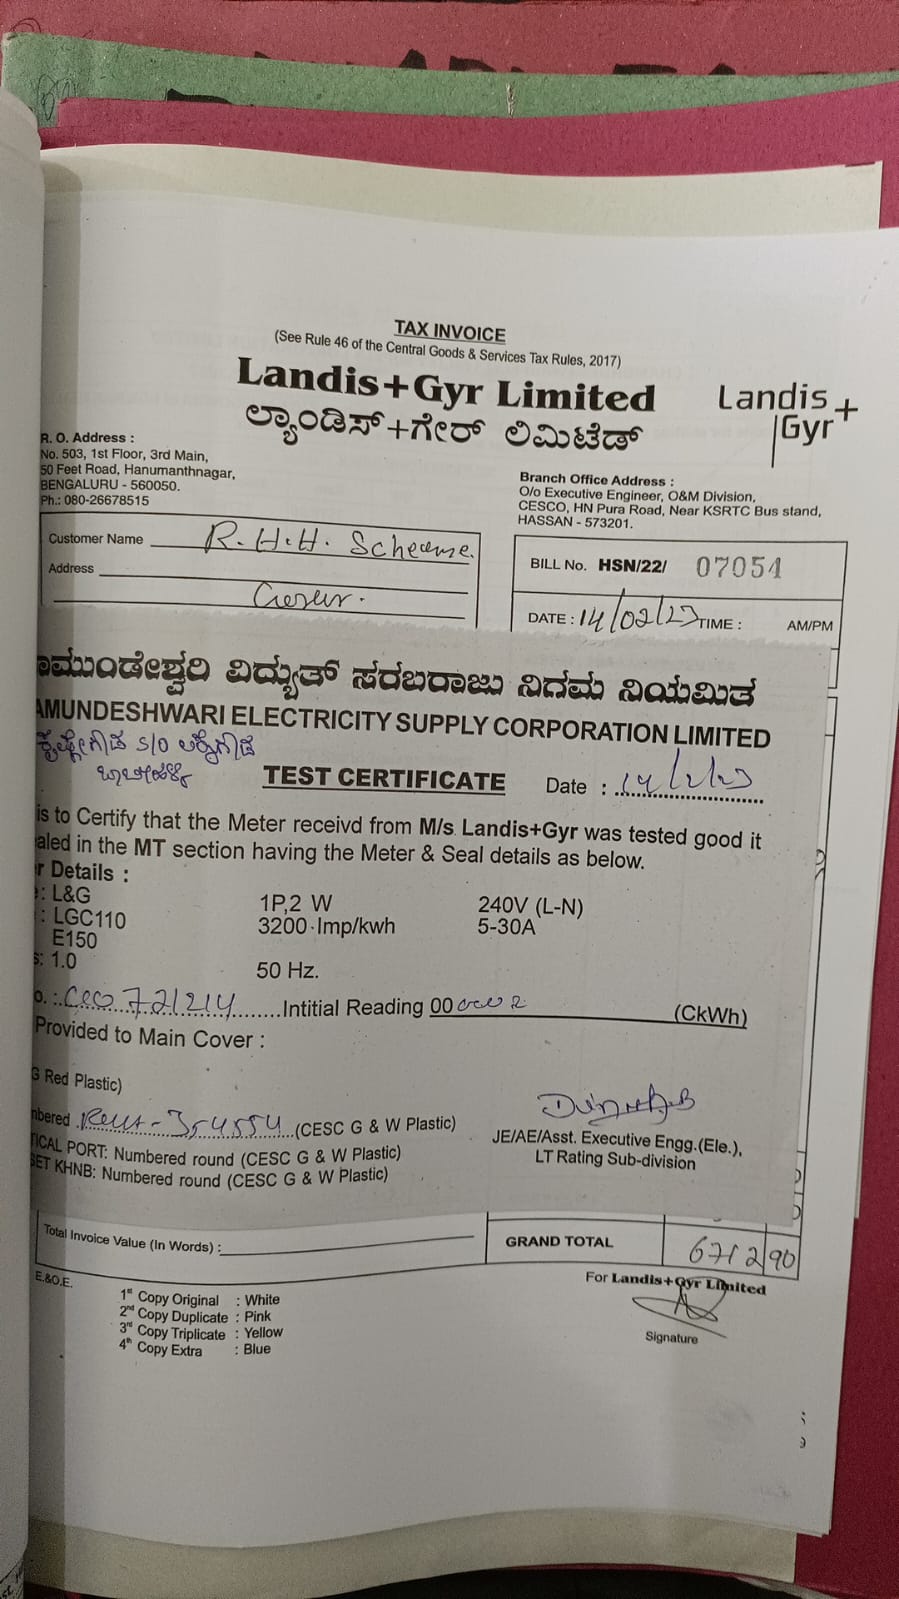 TAX INVOICE
(See Rule 46 of the Central Goods & Services Tax Rules, 2017)
Landis+Gyr Limited
ಲ್ಯಾಂಡಿಸ್+ಗೇರ್ ಲಿಮಿಟೆಡ್
Landis+
Gyr
R. O. Address :
No. 503, 1st Floor, 3rd Main,
50 Feet Road, Hanumanthnagar,
BENGALURU - 560050.
Ph.: 080-26678515
Branch Office Address :
O/o Executive Engineer, O&M Division,
CESCO, HN Pura Road, Near KSRTC Bus stand,
HASSAN - 573201.
Customer Name R.H.H. Scheame.
Address
BILL No. HSN/22/ 07054
DATE : 14/02/23 TIME : AM/PM
ಾಮುಂಡೇಶ್ವರಿ ವಿದ್ಯುತ್ ಸರಬರಾಜು ನಿಗಮ ನಿಯಮಿತ
AMUNDESHWARI ELECTRICITY SUPPLY CORPORATION LIMITED
S/O
TEST CERTIFICATE Date : 14/2/23
is to Certify that the Meter receivd from M/s. Landis+Gyr was tested good it
ealed in the MT section having the Meter & Seal details as below.
r Details :
: L&G 1P,2 W 240V (L-N)
: LGC110 3200 Imp/kwh 5-30A
E150
s: 1.0 50 Hz.
o. : Intitial Reading 00 (CkWh)
Provided to Main Cover :
G Red Plastic)
nbered 354554 (CESC G & W Plastic)
TICAL PORT: Numbered round (CESC G & W Plastic)
SET KHNB: Numbered round (CESC G & W Plastic)
JE/AE/Asst. Executive Engg.(Ele.),
LT Rating Sub-division
Total Invoice Value (In Words) :
GRAND TOTAL 6712 90
E.&O.E.
For Landis+Gyr Limited
Signature
1st Copy Original : White
2nd Copy Duplicate : Pink
3rd Copy Triplicate : Yellow
4th Copy Extra : Blue